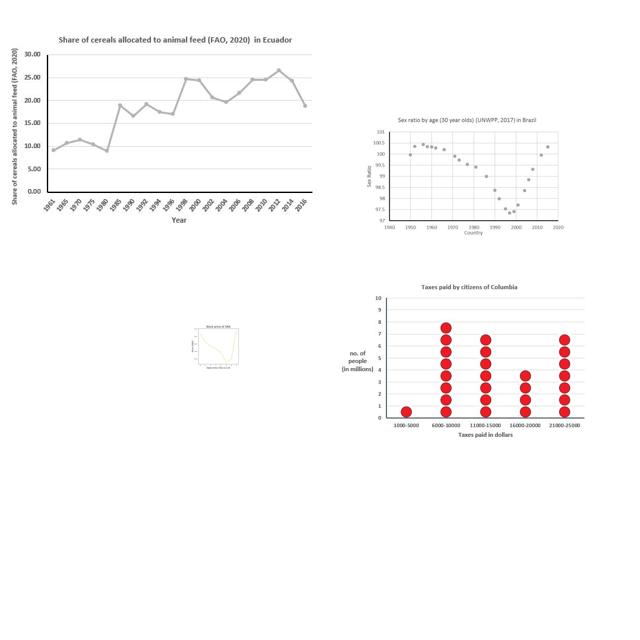 Share of cereals allocated to animal feed (FAO, 2020)  in Ecuador
Share of cereals allocated to animal feed (FAO, 2020)
30.00
25.00
20.00
15.00
10.00
5.00
0.00
1961 1965 1970 1975 1980 1985 1990 1992 1994 1996 1998 2000 2002 2004 2006 2008 2010 2012 2014 2016
Year
Sex ratio by age (30 year olds) (UNWPP, 2017) in Brazil
Sex Ratio
101
100.5
100
99.5
99
98.5
98
97.5
97
1940 1950 1960 1970 1980 1990 2000 2010 2020
Country
Taxes paid by citizens of Columbia
no. of
people
(in millions)
10
9
8
7
6
5
4
3
2
1
0
1000-5000 6000-10000 11000-15000 16000-20000 21000-25000
Taxes paid in dollars